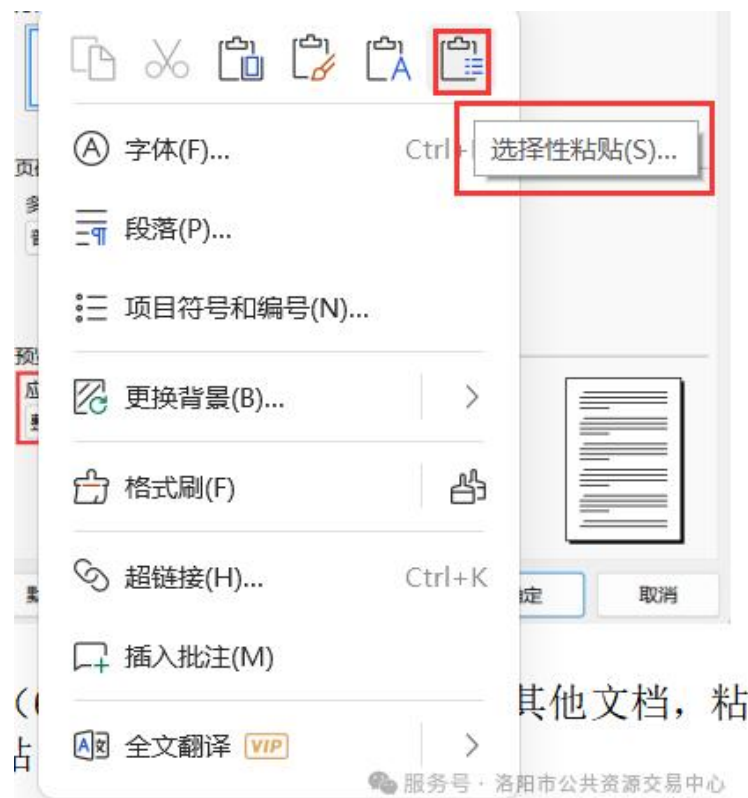 字体(F)... Ctrl+
选择性粘贴(S)...
段落(P)...
项目符号和编号(N)...
更换背景(B)...
格式刷(F)
超链接(H)... Ctrl+K
取消
插入批注(M)
其他文档，粘
全文翻译 VIP
服务号 · 洛阳市公共资源交易中心